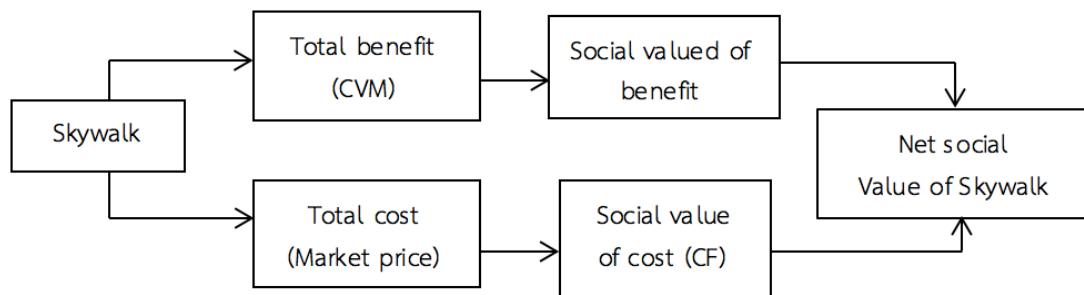 Skywalk
Total benefit
(CVM)
Social valued of
benefit
Total cost
(Market price)
Social value
of cost (CF)
Net social
Value of Skywalk